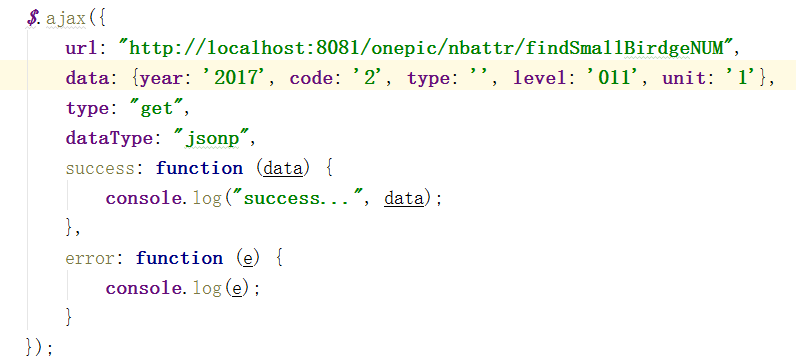 $.ajax({
    url: "http://localhost:8081/onepic/nbattr/findSmallBirdgeNUM",
    data: {year: '2017', code: '2', type: '', level: '011', unit: '1'},
    type: "get",
    dataType: "jsonp",
    success: function (data) {
        console.log("success...", data);
    },
    error: function (e) {
        console.log(e);
    }
});